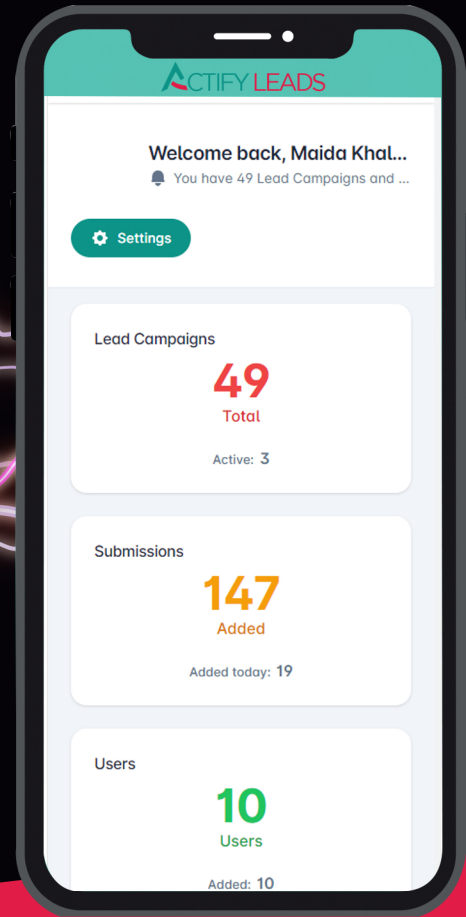 ACTIFY LEADS
Welcome back, Maida Khal...
You have 49 Lead Campaigns and ...
Settings
Lead Campaigns
49
Total
Active: 3
Submissions
147
Added
Added today: 19
Users
10
Users
Added: 10